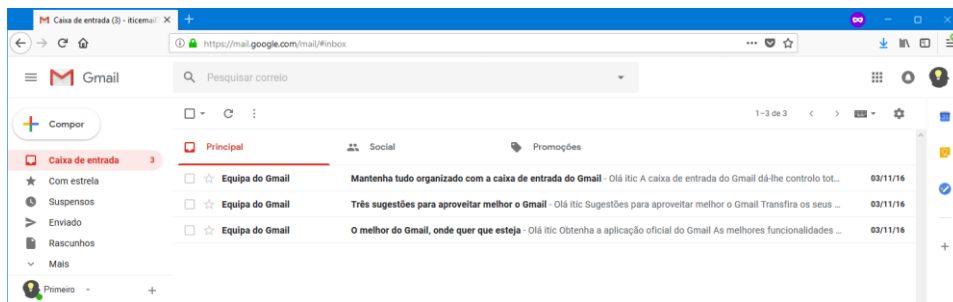 Caixa de entrada (3) - iticemail
https://mail.google.com/mail/#inbox
Gmail
Pesquisar correio
Compor
1–3 de 3
Principal
Social
Promoções
Caixa de entrada 3
Com estrela
Suspensos
Enviado
Rascunhos
Mais
Primeiro
Equipa do Gmail Mantenha tudo organizado com a caixa de entrada do Gmail - Olá itic A caixa de entrada do Gmail dá-lhe controlo tot... 03/11/16
Equipa do Gmail Três sugestões para aproveitar melhor o Gmail - Olá itic Sugestões para aproveitar melhor o Gmail Transfira os seus ... 03/11/16
Equipa do Gmail O melhor do Gmail, onde quer que esteja - Olá itic Obtenha a aplicação oficial do Gmail As melhores funcionalidades ... 03/11/16